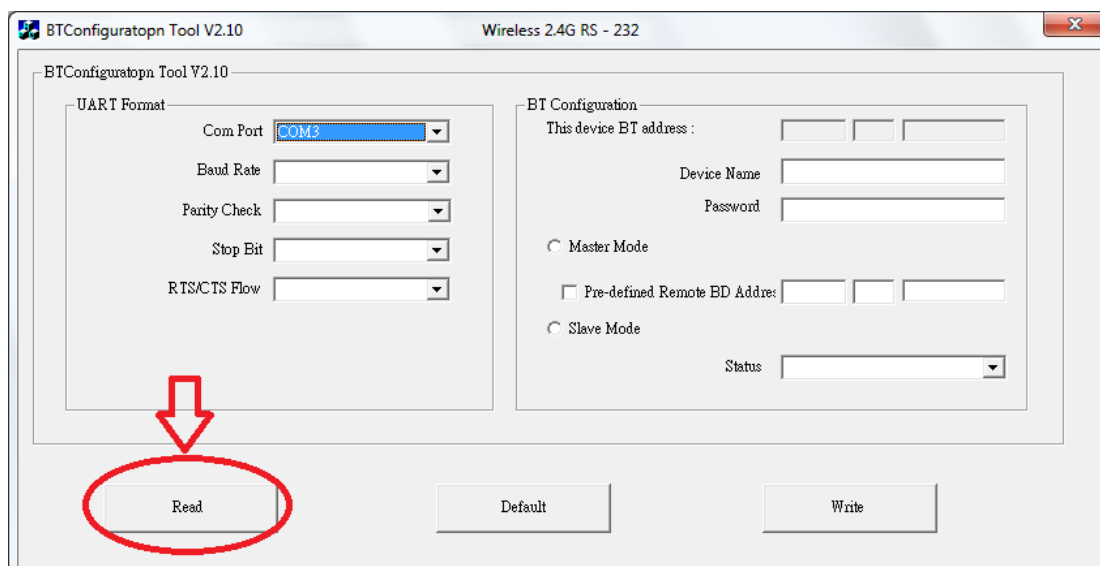 BTConfiguratopn Tool V2.10 Wireless 2.4G RS - 232
BTConfiguratopn Tool V2.10
UART Format
Com Port COM3
Baud Rate
Parity Check
Stop Bit
RTS/CTS Flow
BT Configuration
This device BT address :
Device Name
Password
Master Mode
Pre-defined Remote BD Addres
Slave Mode
Status
Read Default Write